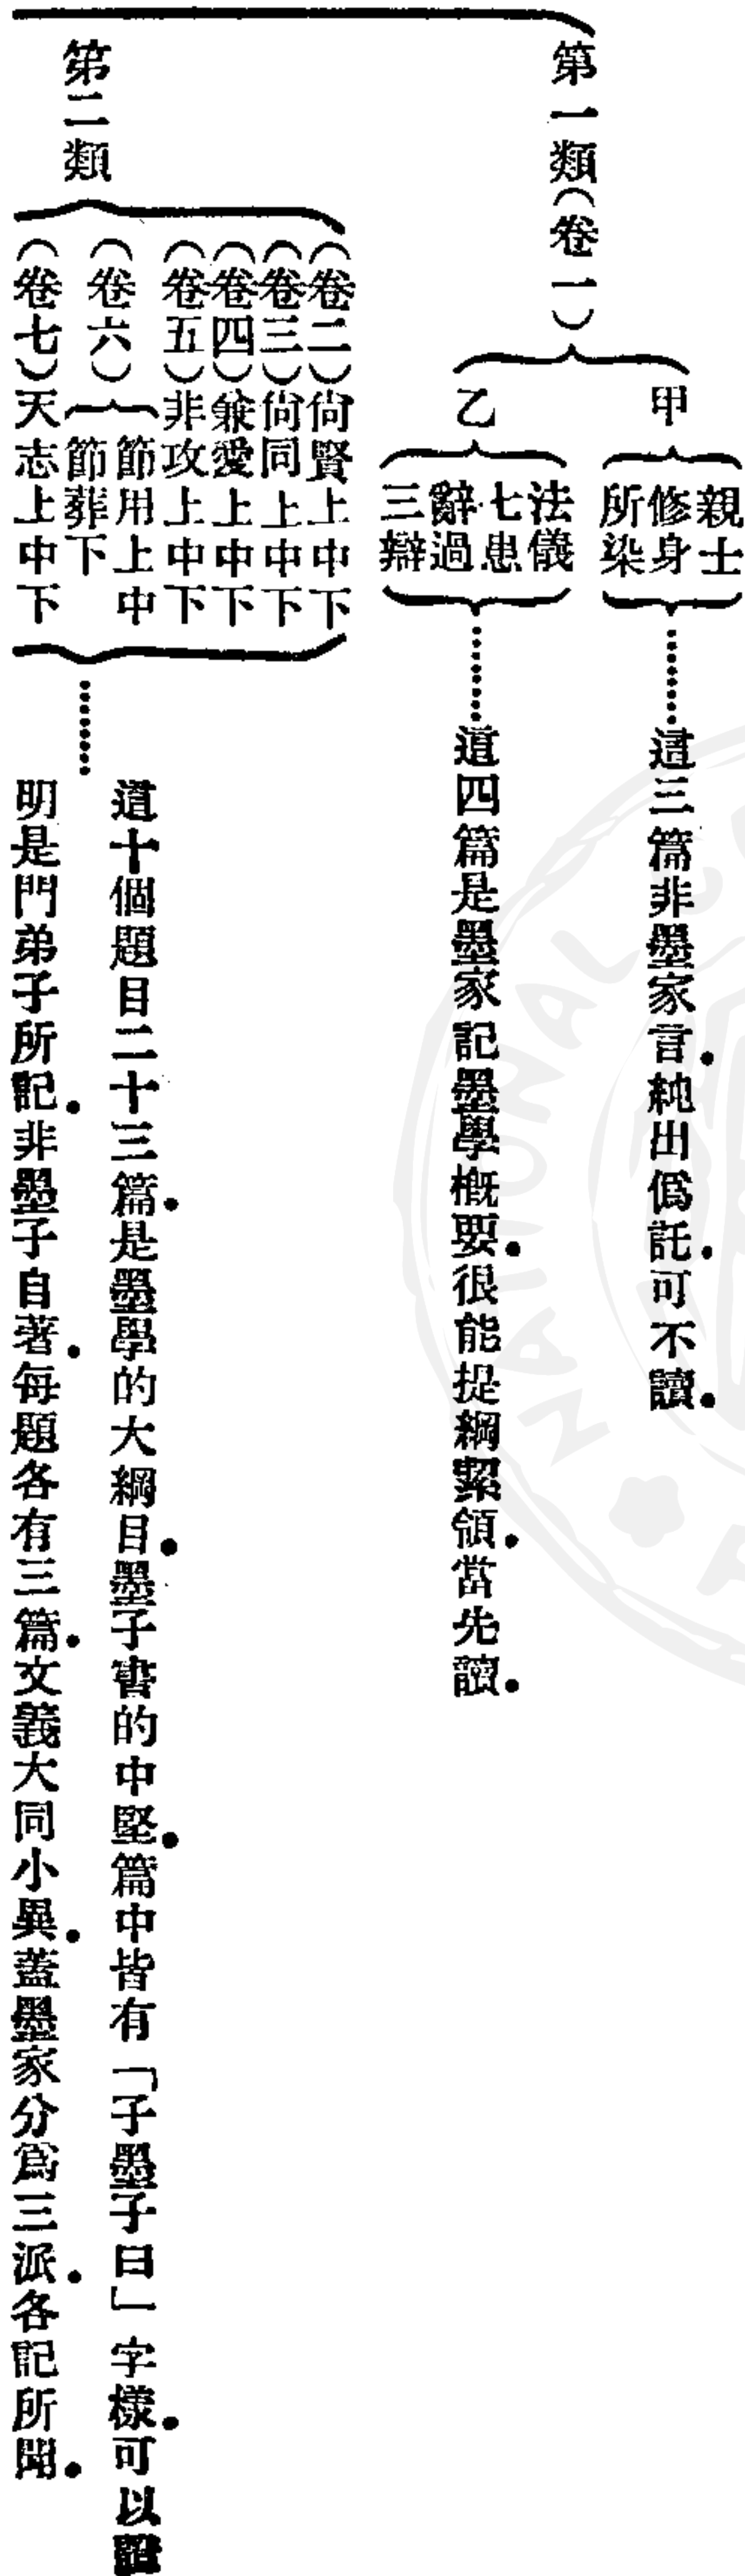 第一類(卷一)
甲
親士
修身
所染
這三篇非墨家言.純出僞託.可不讀.
乙
法儀
七患
辭過
三辯
這四篇是墨家記墨學概要.很能提綱絜領.當先讀.
第二類
(卷二)尙賢上中下
(卷三)尙同上中下
(卷四)兼愛上中下
(卷五)非攻上中下
(卷六)
節用上中
節葬下
(卷七)天志上中下
這十個題目二十三篇.是墨學的大綱目.墨子書的中堅.篇中皆有「子墨子曰」字樣.可以證
明是門弟子所記.非墨子自著.每題各有三篇.文義大同小異.蓋墨家分爲三派.各記所聞.
NATIONAL